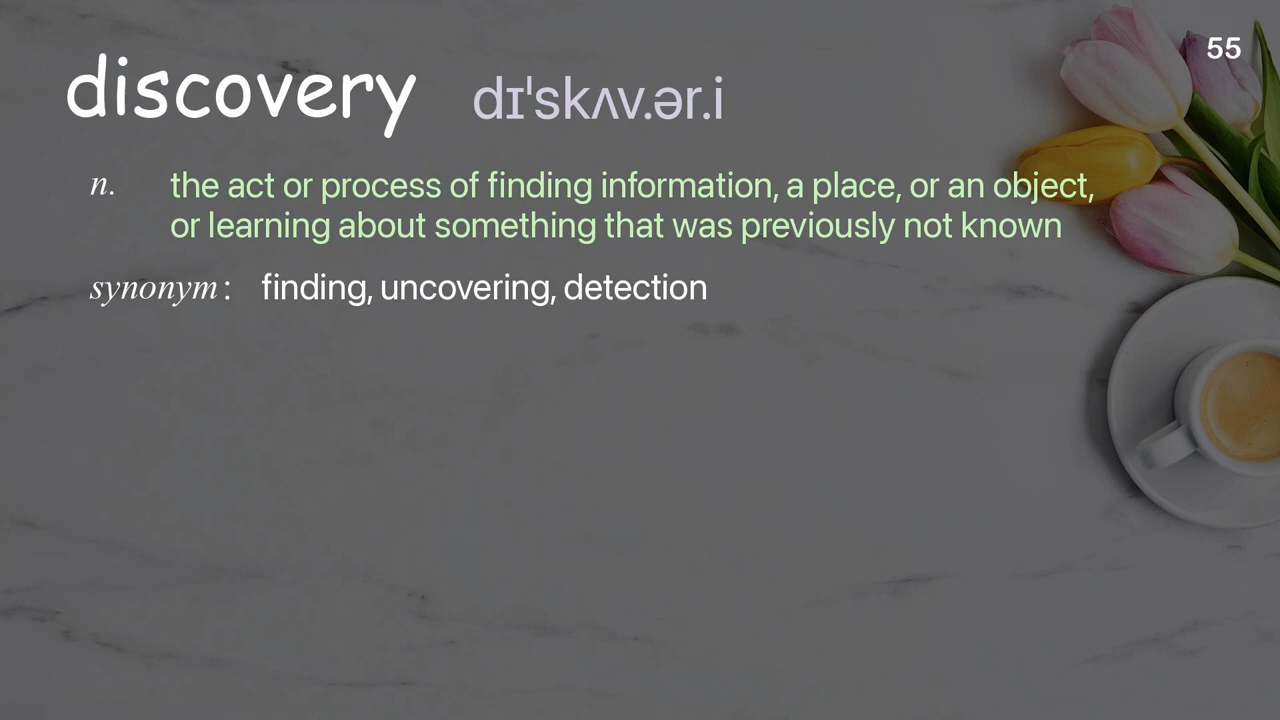 55
discovery dɪˈskʌv.ər.i
n. the act or process of finding information, a place, or an object,
or learning about something that was previously not known
synonym: finding, uncovering, detection